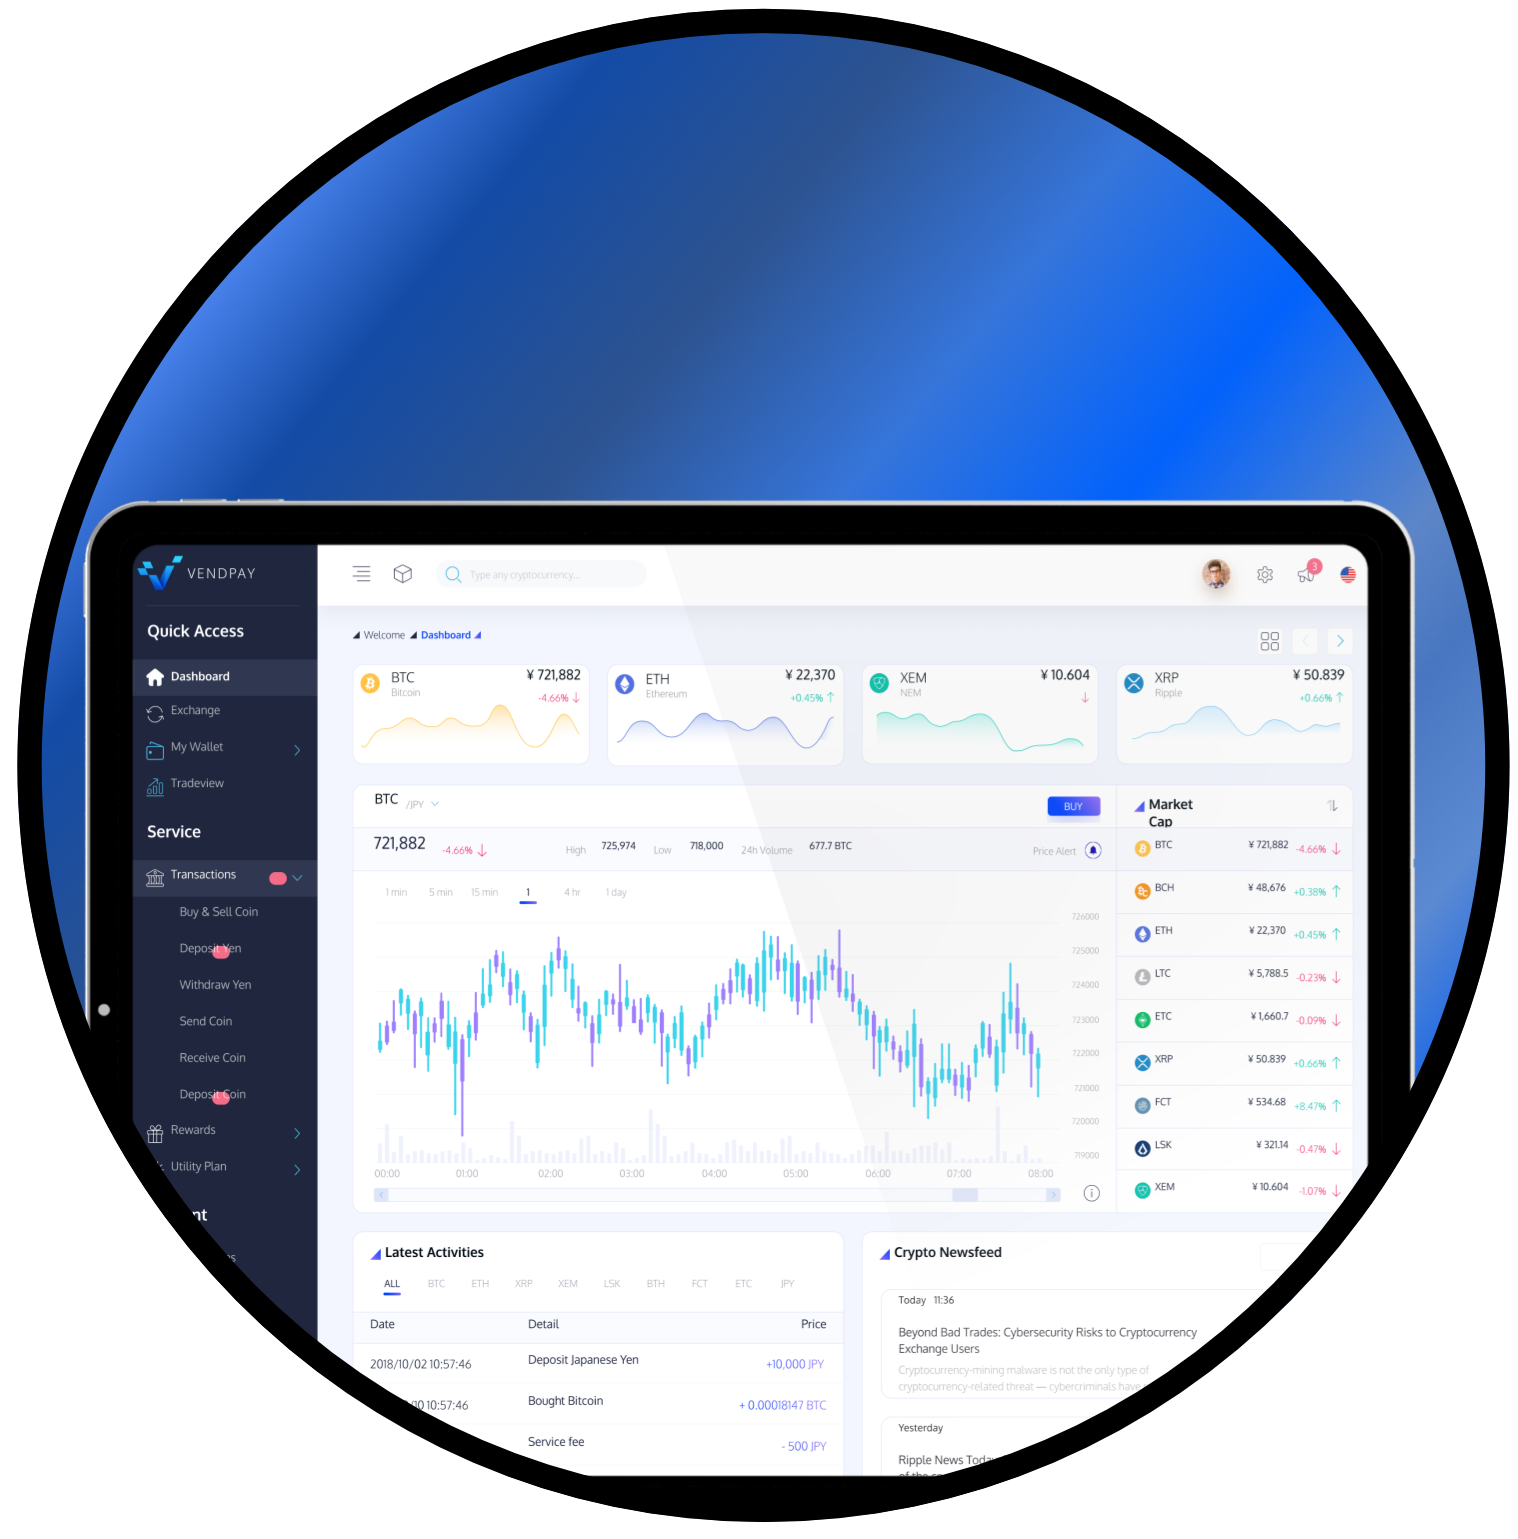 VENDPAY
Type any cryptocurrency...
3
Quick Access
Dashboard
Exchange
My Wallet
Tradeview
Service
Transactions
Buy & Sell Coin
Deposit Yen
Withdraw Yen
Send Coin
Receive Coin
Deposit Coin
Rewards
Utility Plan
Welcome Dashboard
BTC ¥ 721,882
Bitcoin -4.66%
ETH ¥ 22,370
Ethereum +0.45%
XEM ¥ 10.604
NEM
XRP ¥ 50.839
Ripple +0.66%
BTC /JPY BUY
721,882 -4.66% High 725,974 Low 718,000 24h Volume 677.7 BTC Price Alert
1 min 5 min 15 min 1 4 hr 1 day
726000
725000
724000
723000
722000
721000
720000
719000
00:00 01:00 02:00 03:00 04:00 05:00 06:00 07:00 08:00
Market
Cap
BTC ¥ 721,882 -4.66%
BCH ¥ 48,676 +0.38%
ETH ¥ 22,370 +0.45%
LTC ¥ 5,788.5 -0.23%
ETC ¥ 1,660.7 -0.09%
XRP ¥ 50.839 +0.66%
FCT ¥ 534.68 +8.47%
LSK ¥ 321.14 -0.47%
XEM ¥ 10.604 -1.07%
Latest Activities
ALL BTC ETH XRP XEM LSK BTH FCT ETC JPY
Date Detail Price
2018/10/02 10:57:46 Deposit Japanese Yen +10,000 JPY
10:57:46 Bought Bitcoin + 0.00018147 BTC
Service fee - 500 JPY
Crypto Newsfeed
Today 11:36
Beyond Bad Trades: Cybersecurity Risks to Cryptocurrency
Exchange Users
Cryptocurrency-mining malware is not the only type of
cryptocurrency-related threat — cybercriminals have
Yesterday
Ripple News Today
of the